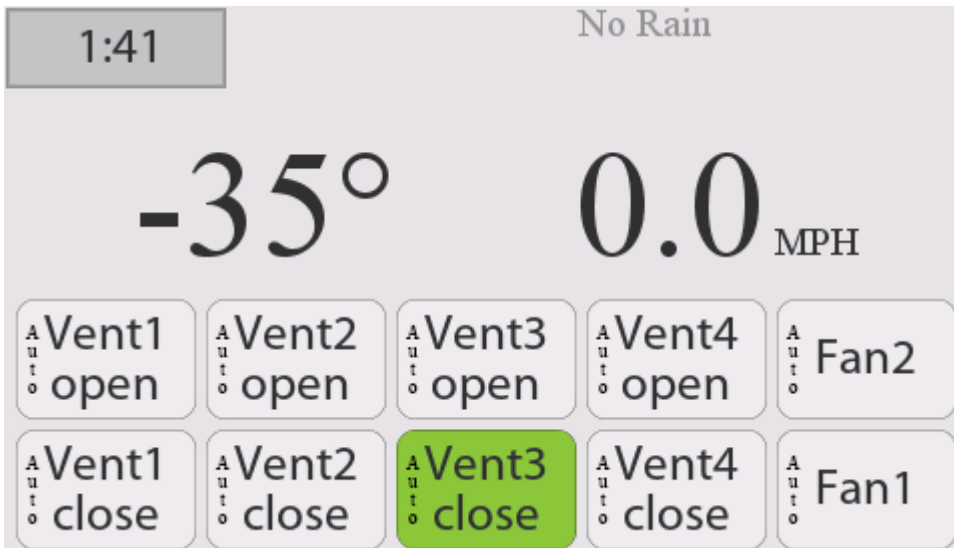 1:41
No Rain
-35°
0.0 MPH
Auto Vent1 open
Auto Vent2 open
Auto Vent3 open
Auto Vent4 open
Auto Fan2
Auto Vent1 close
Auto Vent2 close
Auto Vent3 close
Auto Vent4 close
Auto Fan1